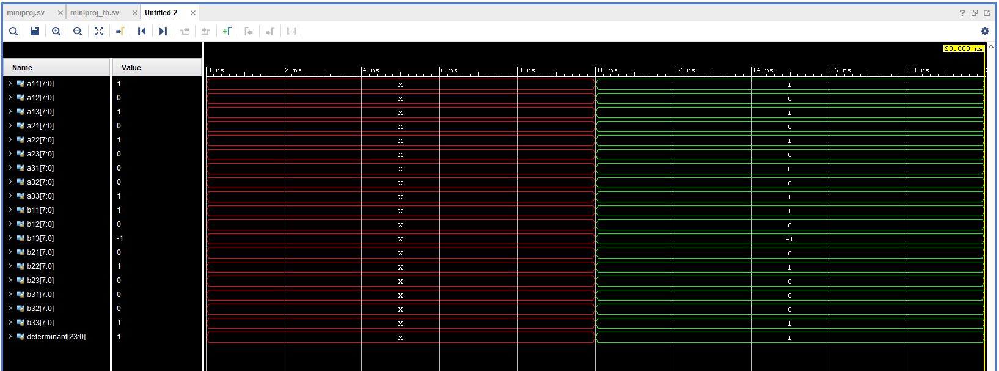 miniproj.sv × miniproj_tb.sv × Untitled 2 × ?
20.000 ns
Name Value 0 ns 2 ns 4 ns 6 ns 8 ns 10 ns 12 ns 14 ns 16 ns 18 ns
a11[7:0] 1 X 1
a12[7:0] 0 X 0
a13[7:0] 1 X 1
a21[7:0] 0 X 0
a22[7:0] 1 X 1
a23[7:0] 0 X 0
a31[7:0] 0 X 0
a32[7:0] 0 X 0
a33[7:0] 1 X 1
b11[7:0] 1 X 1
b12[7:0] 0 X 0
b13[7:0] -1 X -1
b21[7:0] 0 X 0
b22[7:0] 1 X 1
b23[7:0] 0 X 0
b31[7:0] 0 X 0
b32[7:0] 0 X 0
b33[7:0] 1 X 1
determinant[23:0] 1 X 1